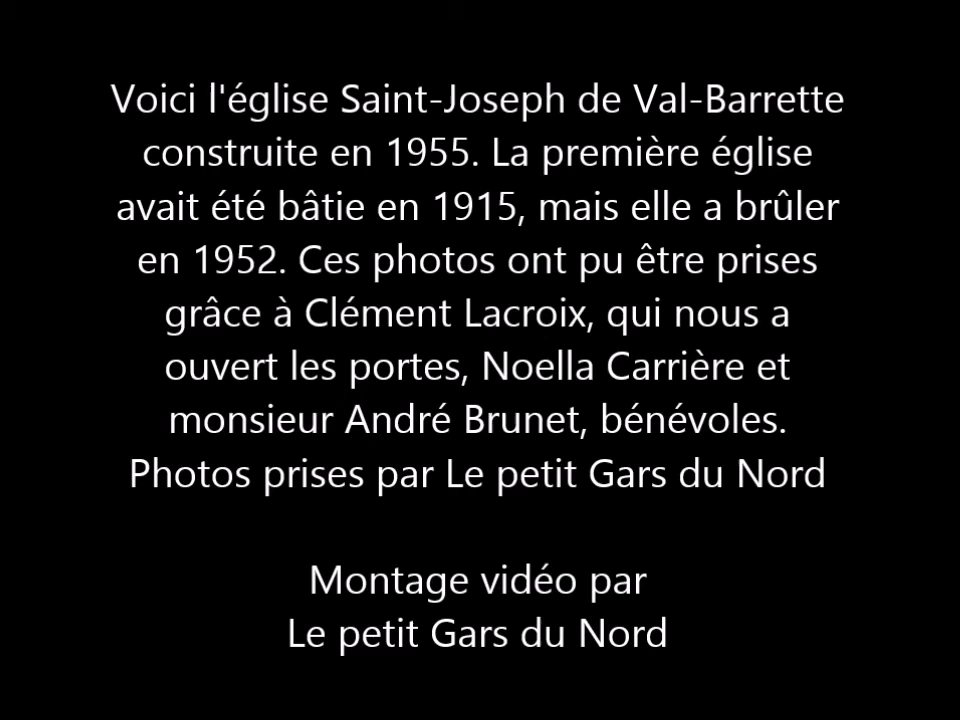 Voici l'église Saint-Joseph de Val-Barrette
construite en 1955. La première église
avait été bâtie en 1915, mais elle a brûler
en 1952. Ces photos ont pu être prises
grâce à Clément Lacroix, qui nous a
ouvert les portes, Noella Carrière et
monsieur André Brunet, bénévoles.
Photos prises par Le petit Gars du Nord
Montage vidéo par
Le petit Gars du Nord